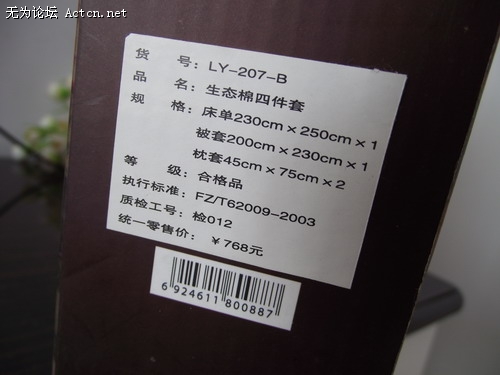 无为论坛 Actcn.net
货 号：LY-207-B
品 名：生态棉四件套
规 格：床单230cm×250cm×1
被套200cm×230cm×1
枕套45cm×75cm×2
等 级：合格品
执行标准：FZ/T62009-2003
质检工号：检012
统一零售价：￥768元
6 924611 800887